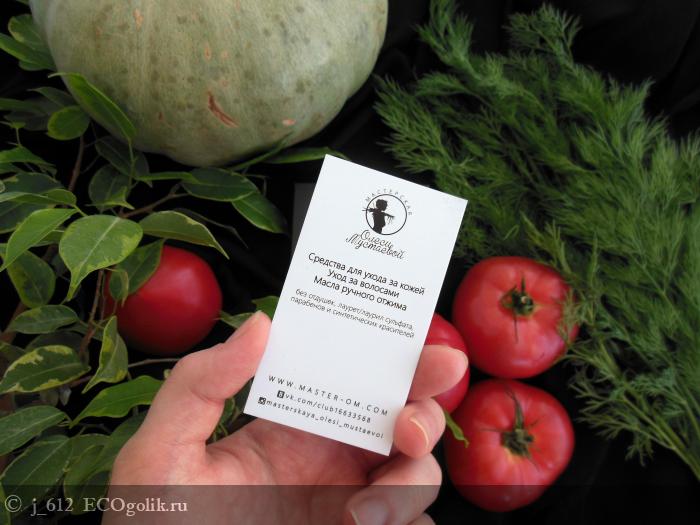 МАСТЕРСКАЯ
Олеси
Мустаевой
Средства для ухода за кожей
Уход за волосами
Масла ручного отжима
без отдушек, лаурет/лаурил сульфата,
парабенов и синтетических красителей
WWW.MASTER-OM.COM
vk.com/club16633568
masterskaya_olesi_mustaevoi
© j_612 ECOgolik.ru